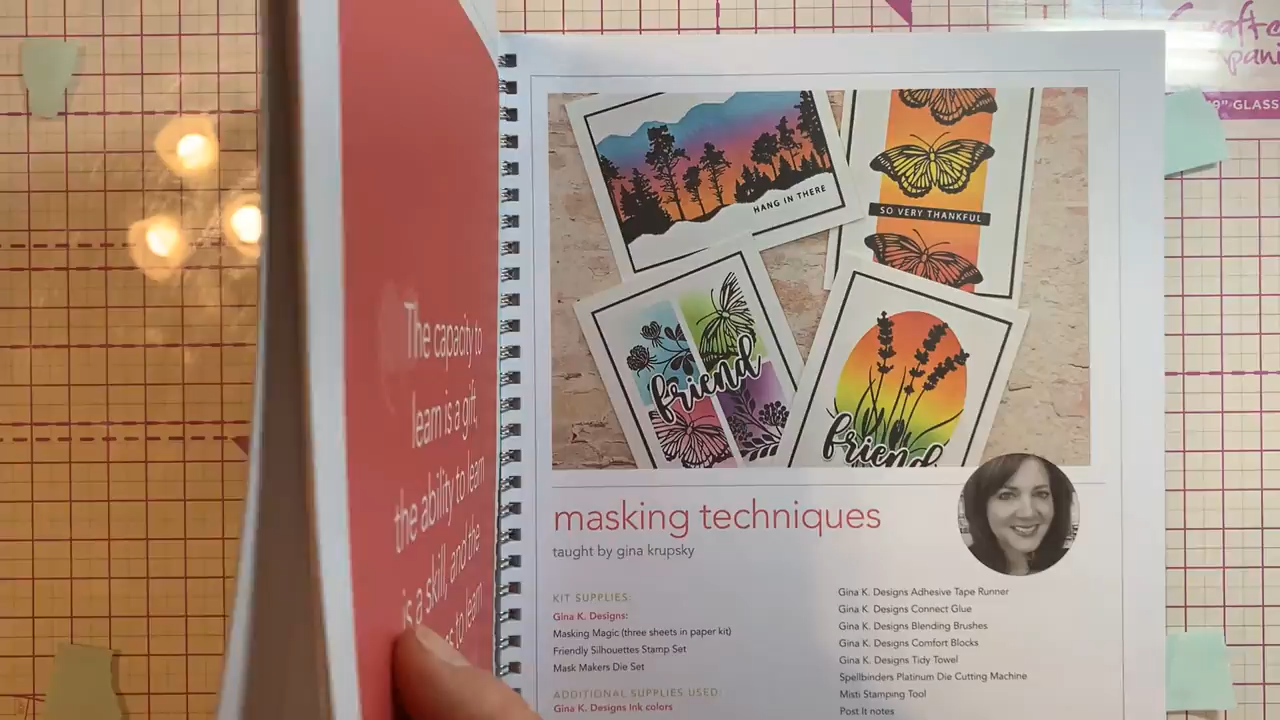 The capacity to
learn is a gift;
the ability to learn
is a skill, and the
to learn
HANG IN THERE
SO VERY THANKFUL
friend
friend
masking techniques
taught by gina krupsky
KIT SUPPLIES:
Gina K. Designs:
Masking Magic (three sheets in paper kit)
Friendly Silhouettes Stamp Set
Mask Makers Die Set
ADDITIONAL SUPPLIES USED:
Gina K. Designs Ink colors
Gina K. Designs Adhesive Tape Runner
Gina K. Designs Connect Glue
Gina K. Designs Blending Brushes
Gina K. Designs Comfort Blocks
Gina K. Designs Tidy Towel
Spellbinders Platinum Die Cutting Machine
Misti Stamping Tool
Post It notes
GLASS